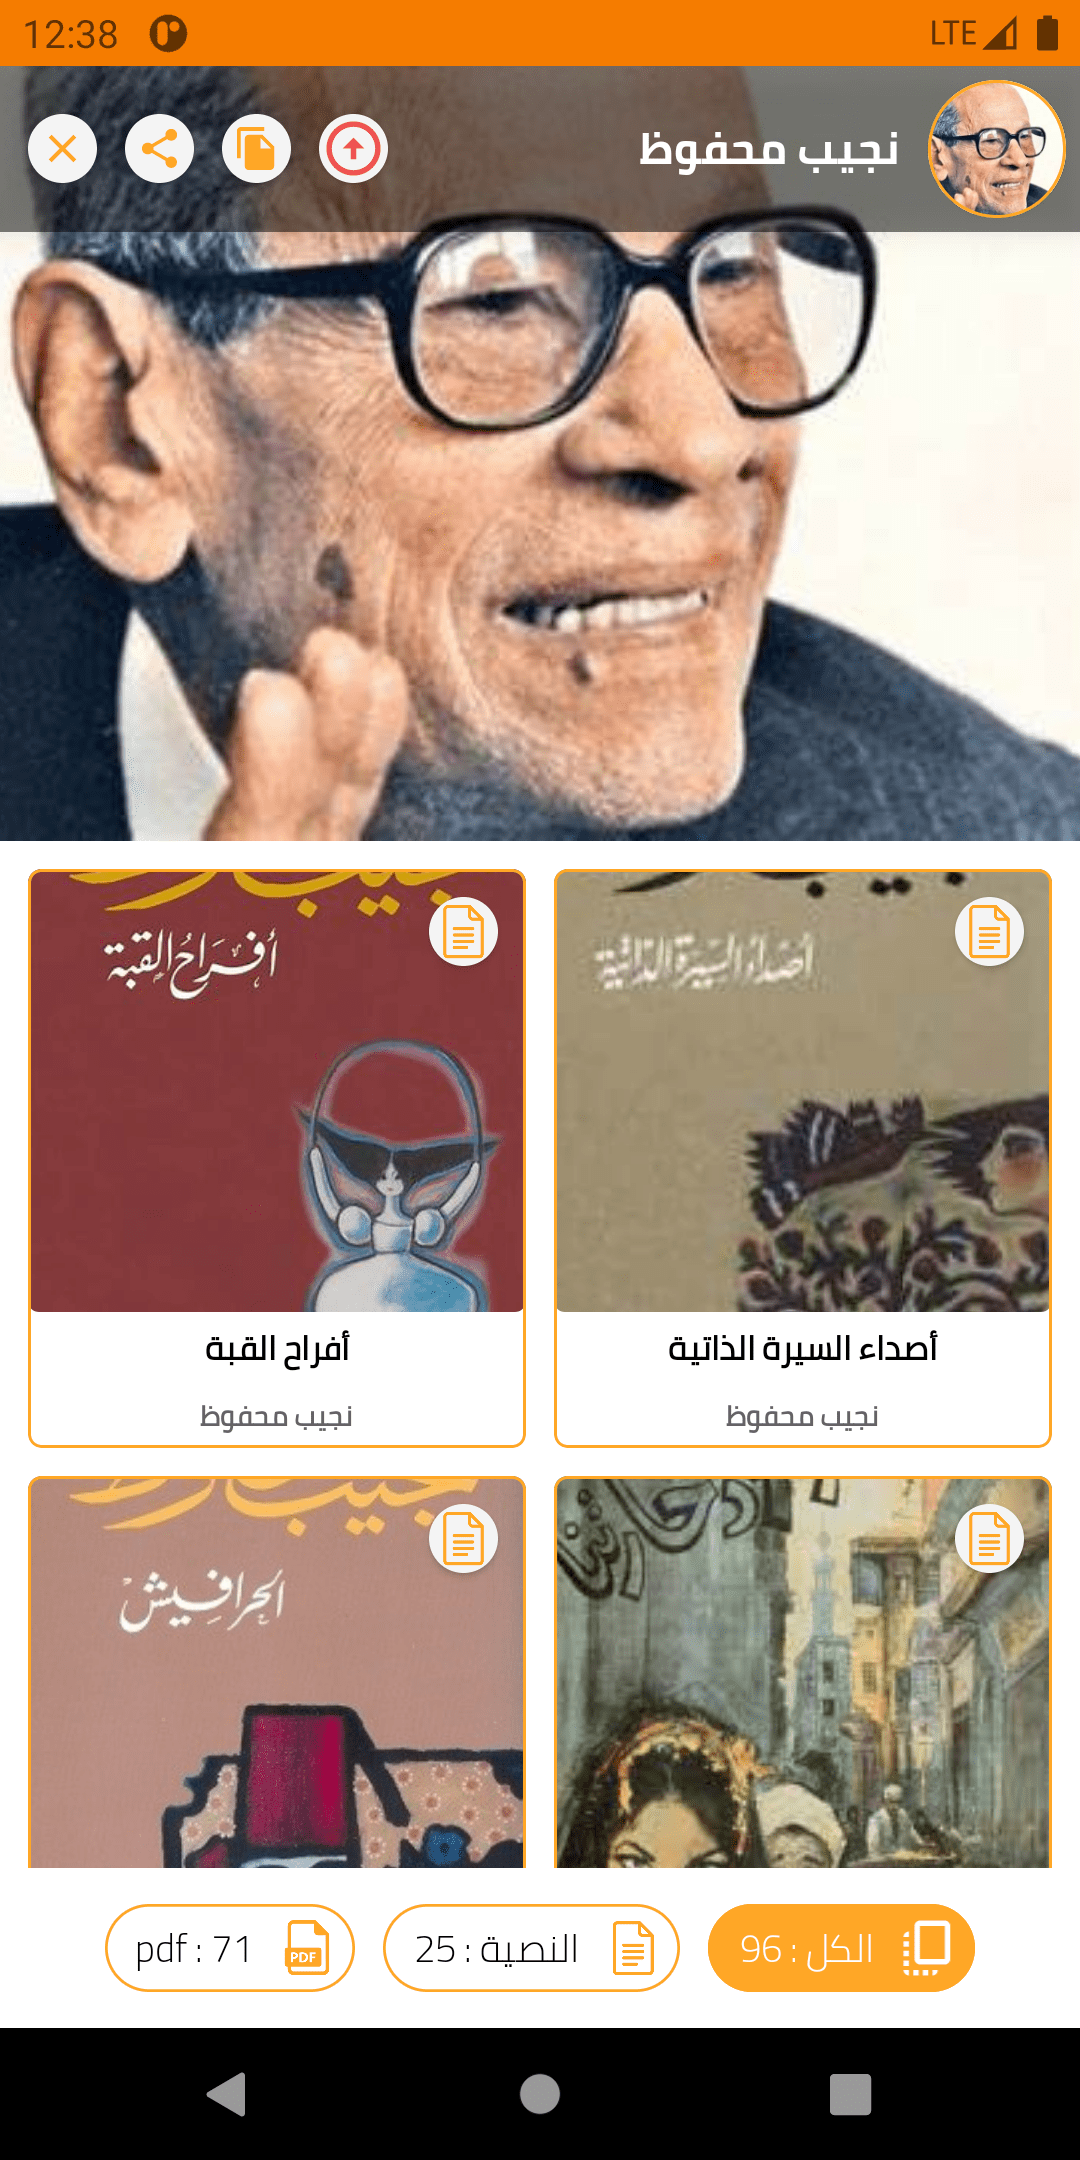 12:38
LTE
نجيب محفوظ
أصداء السيرة الذاتية
أفراح القبة
أصداء السيرة الذاتية
نجيب محفوظ
أفراح القبة
نجيب محفوظ
الحرافيش
الكل : 96
النصية : 25
pdf : 71
PDF